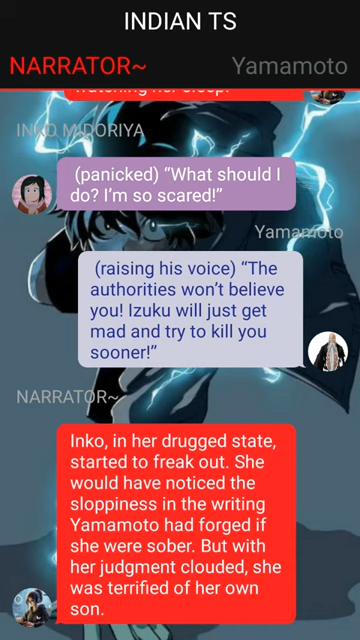 INDIAN TS
NARRATOR~ Yamamoto
watching her sleep.
INKO MIDORIYA
(panicked) “What should I
do? I’m so scared!”
Yamamoto
(raising his voice) “The
authorities won’t believe
you! Izuku will just get
mad and try to kill you
sooner!”
NARRATOR~
Inko, in her drugged state,
started to freak out. She
would have noticed the
sloppiness in the writing
Yamamoto had forged if
she were sober. But with
her judgment clouded, she
was terrified of her own
son.